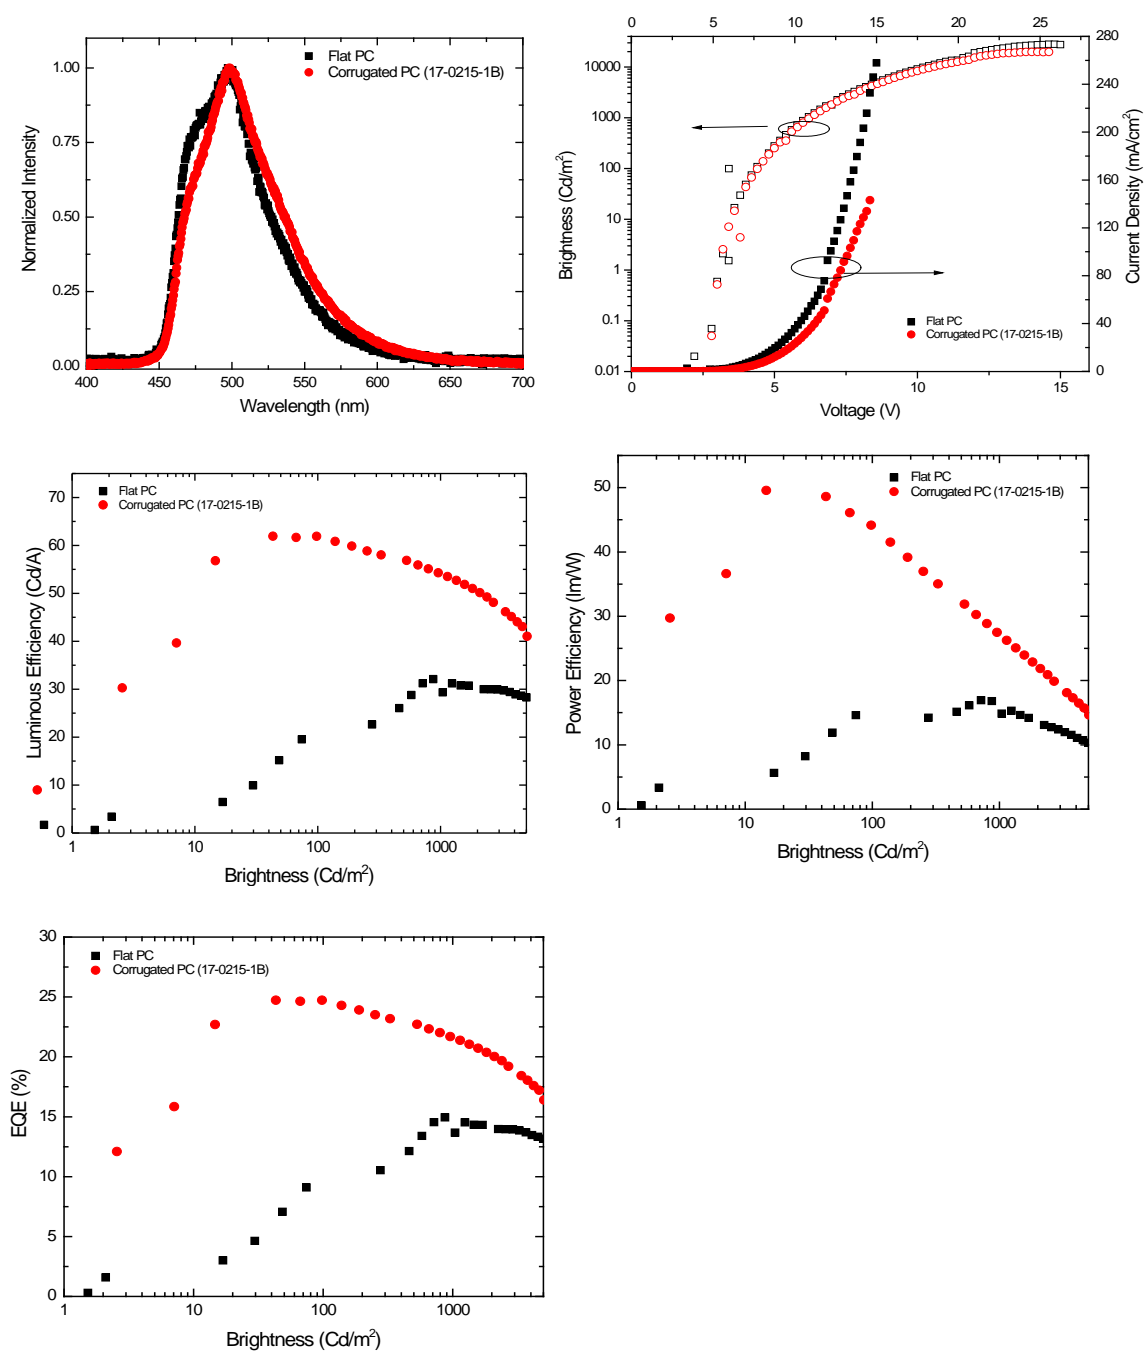 Flat PC
Corrugated PC (17-0215-1B)
1.00
0.75
0.50
0.25
0.00
Normalized Intensity
400 450 500 550 600 650 700
Wavelength (nm)
0 5 10 15 20 25
10000
1000
100
10
1
0.1
0.01
Brightness (Cd/m²)
280
240
200
160
120
80
40
0
Current Density (mA/cm²)
Flat PC
Corrugated PC (17-0215-1B)
0 5 10 15
Voltage (V)
Flat PC
Corrugated PC (17-0215-1B)
70
60
50
40
30
20
10
0
Luminous Efficiency (Cd/A)
1 10 100 1000
Brightness (Cd/m²)
Flat PC
Corrugated PC (17-0215-1B)
50
40
30
20
10
0
Power Efficiency (lm/W)
1 10 100 1000
Brightness (Cd/m²)
Flat PC
Corrugated PC (17-0215-1B)
30
25
20
15
10
5
0
EQE (%)
1 10 100 1000
Brightness (Cd/m²)